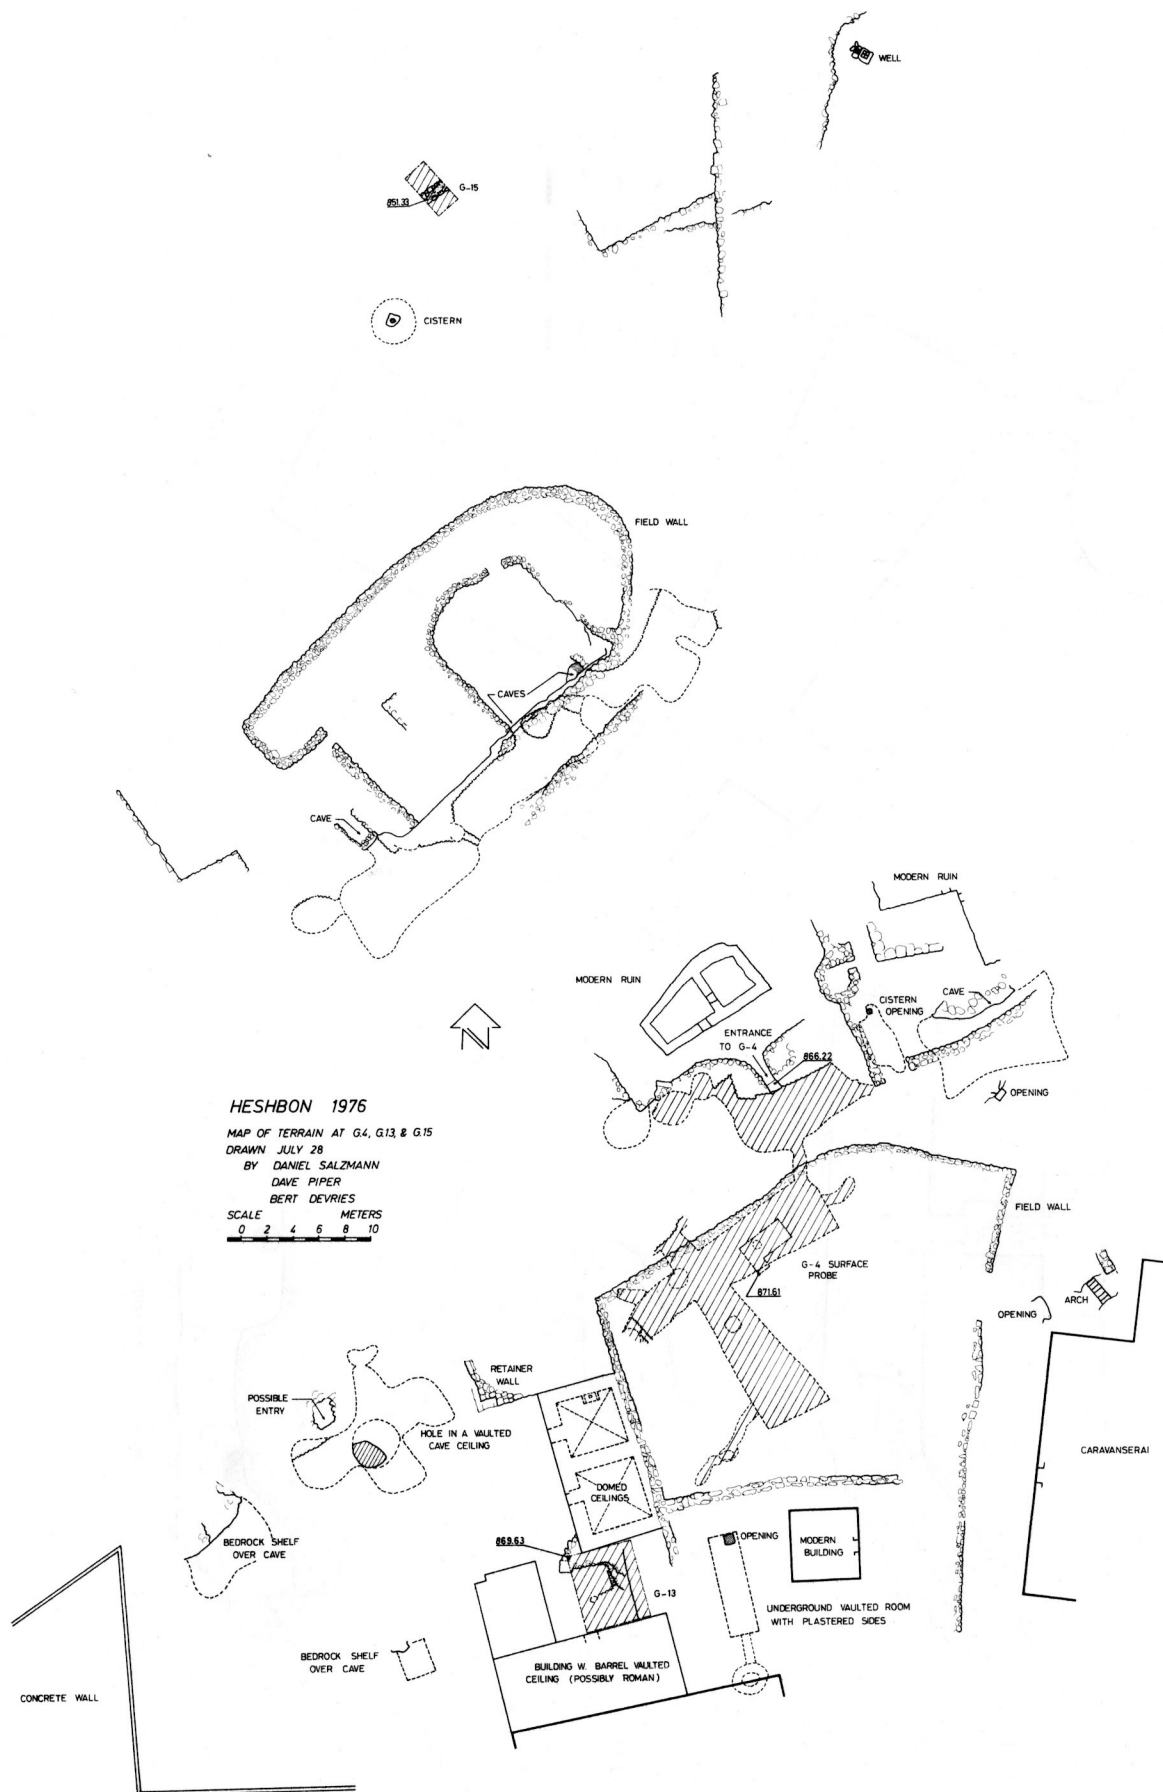 WELL
G-15
851.33
CISTERN
FIELD WALL
CAVES
CAVE
MODERN RUIN
MODERN RUIN
CAVE
CISTERN
OPENING
ENTRANCE
TO G-4
866.22
OPENING
N
HESHBON 1976
MAP OF TERRAIN AT G.4, G.13, & G.15
DRAWN JULY 28
BY DANIEL SALZMANN
DAVE PIPER
BERT DEVRIES
SCALE METERS
0 2 4 6 8 10
FIELD WALL
G-4 SURFACE
PROBE
871.61
ARCH
OPENING
RETAINER
WALL
POSSIBLE
ENTRY
HOLE IN A VAULTED
CAVE CEILING
CARAVANSERAI
DOMED
CEILINGS
BEDROCK SHELF
OVER CAVE
869.63
OPENING
MODERN
BUILDING
G-13
UNDERGROUND VAULTED ROOM
WITH PLASTERED SIDES
BEDROCK SHELF
OVER CAVE
BUILDING W. BARREL VAULTED
CEILING (POSSIBLY ROMAN)
CONCRETE WALL